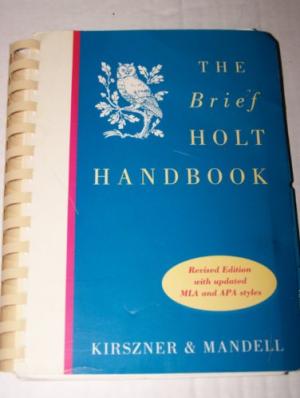 THE
Brief
HOLT
HANDBOOK
Revised Edition
with updated
MLA and APA styles
KIRSZNER & MANDELL